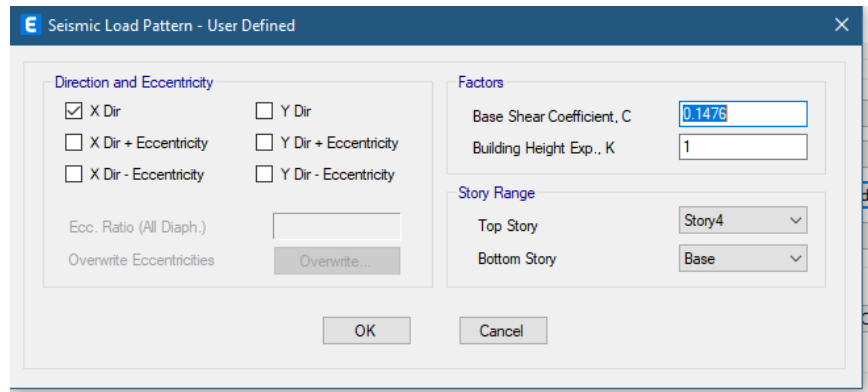 E Seismic Load Pattern - User Defined
Direction and Eccentricity
X Dir
Y Dir
X Dir + Eccentricity
Y Dir + Eccentricity
X Dir - Eccentricity
Y Dir - Eccentricity
Ecc. Ratio (All Diaph.)
Overwrite Eccentricities
Overwrite...
Factors
Base Shear Coefficient, C
0.1476
Building Height Exp., K
1
Story Range
Top Story
Story4
Bottom Story
Base
OK
Cancel